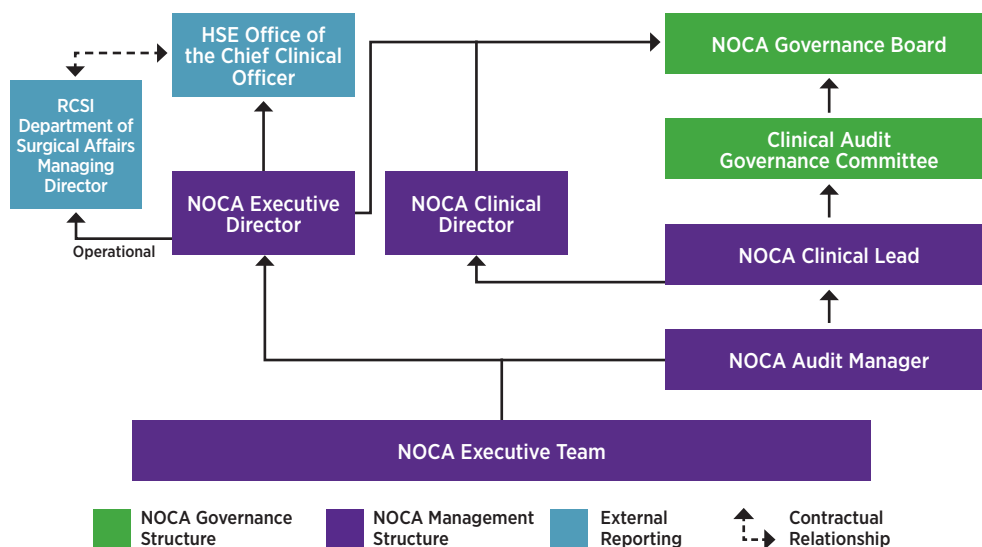 HSE Office of
the Chief Clinical
Officer
NOCA Governance Board
RCSI
Department of
Surgical Affairs
Managing
Director
Clinical Audit
Governance Committee
NOCA Executive
Director
NOCA Clinical
Director
Operational
NOCA Clinical Lead
NOCA Audit Manager
NOCA Executive Team
NOCA Governance
Structure
NOCA Management
Structure
External
Reporting
Contractual
Relationship